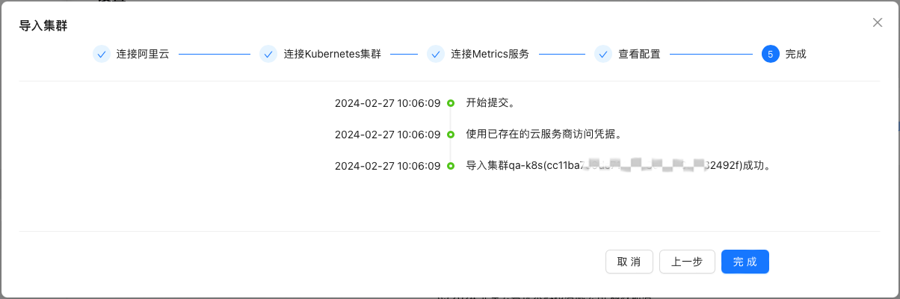 导入集群
连接阿里云 连接Kubernetes集群 连接Metrics服务 查看配置 5 完成
2024-02-27 10:06:09 开始提交。
2024-02-27 10:06:09 使用已存在的云服务商访问凭据。
2024-02-27 10:06:09 导入集群qa-k8s(cc11ba 2492f)成功。
取 消 上一步 完 成